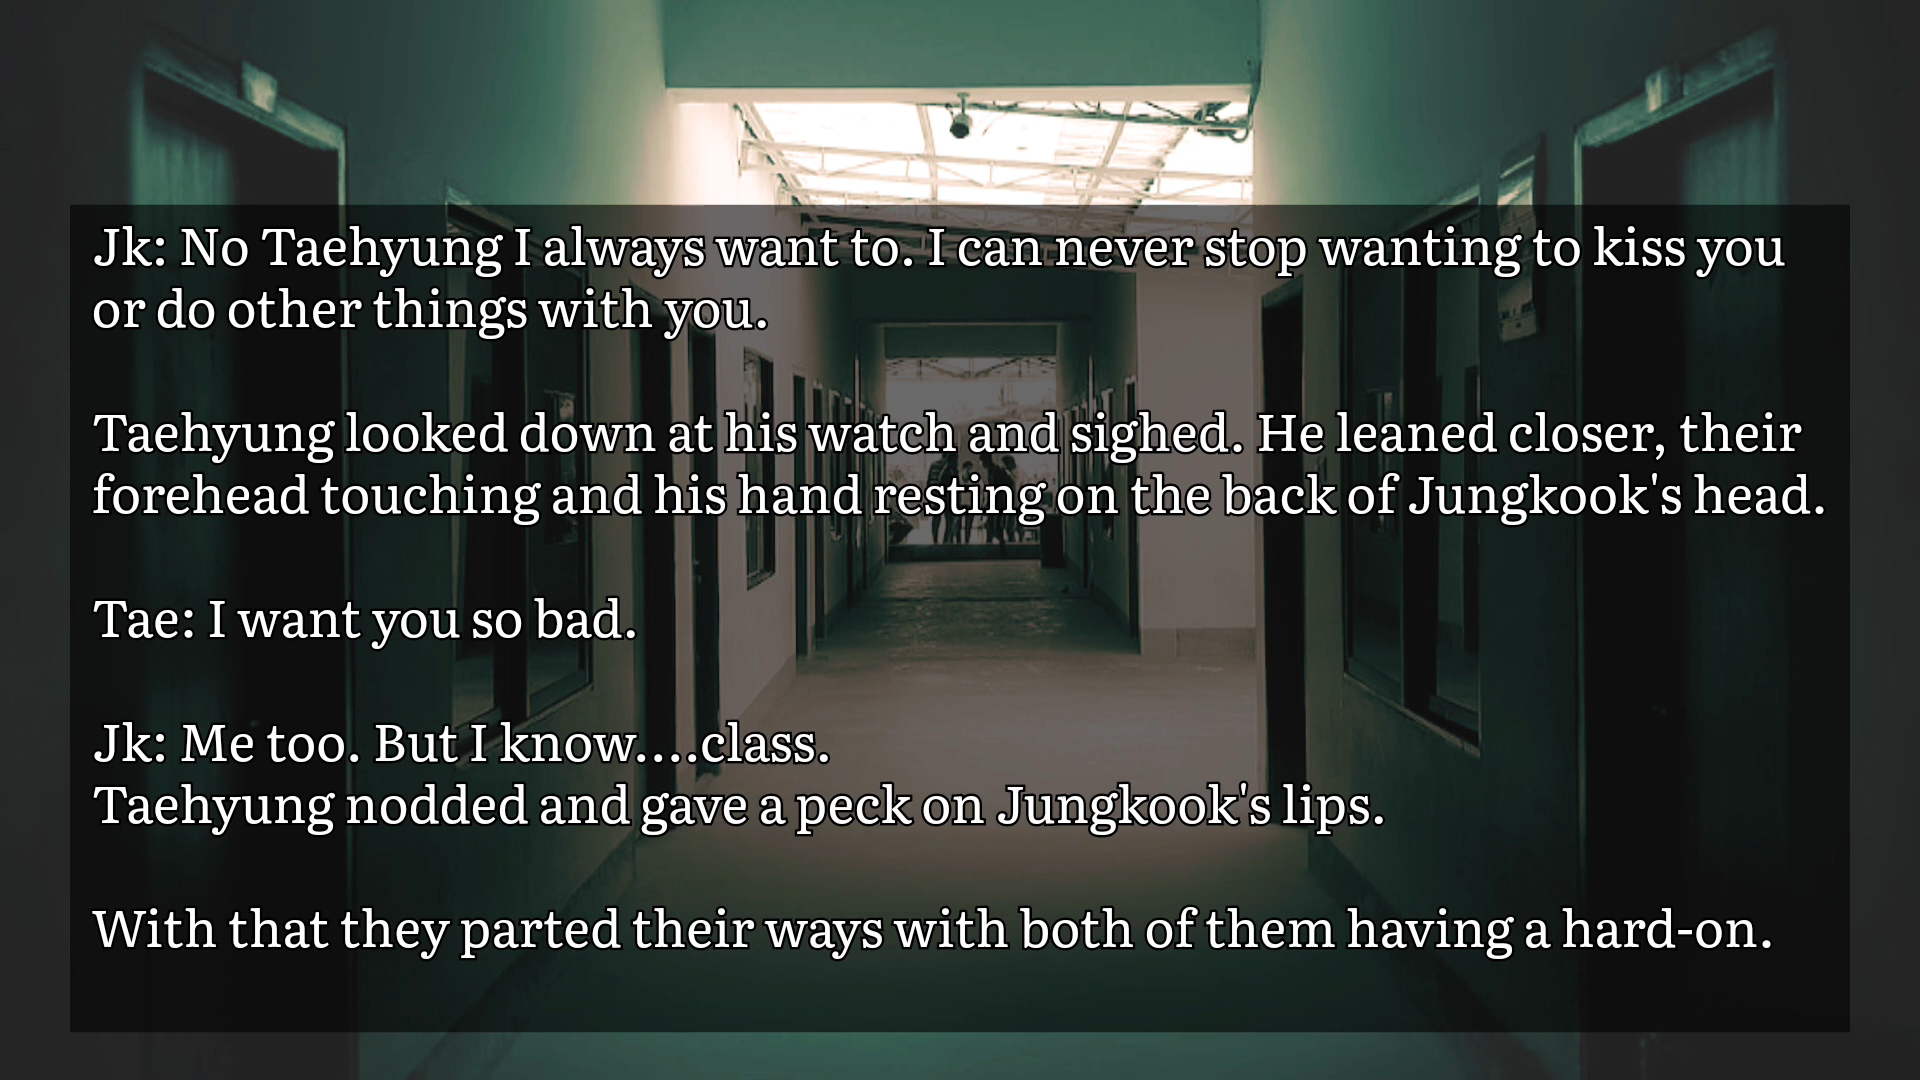 Jk: No Taehyung I always want to. I can never stop wanting to kiss you
or do other things with you.
Taehyung looked down at his watch and sighed. He leaned closer, their
forehead touching and his hand resting on the back of Jungkook's head.
Tae: I want you so bad.
Jk: Me too. But I know....class.
Taehyung nodded and gave a peck on Jungkook's lips.
With that they parted their ways with both of them having a hard-on.